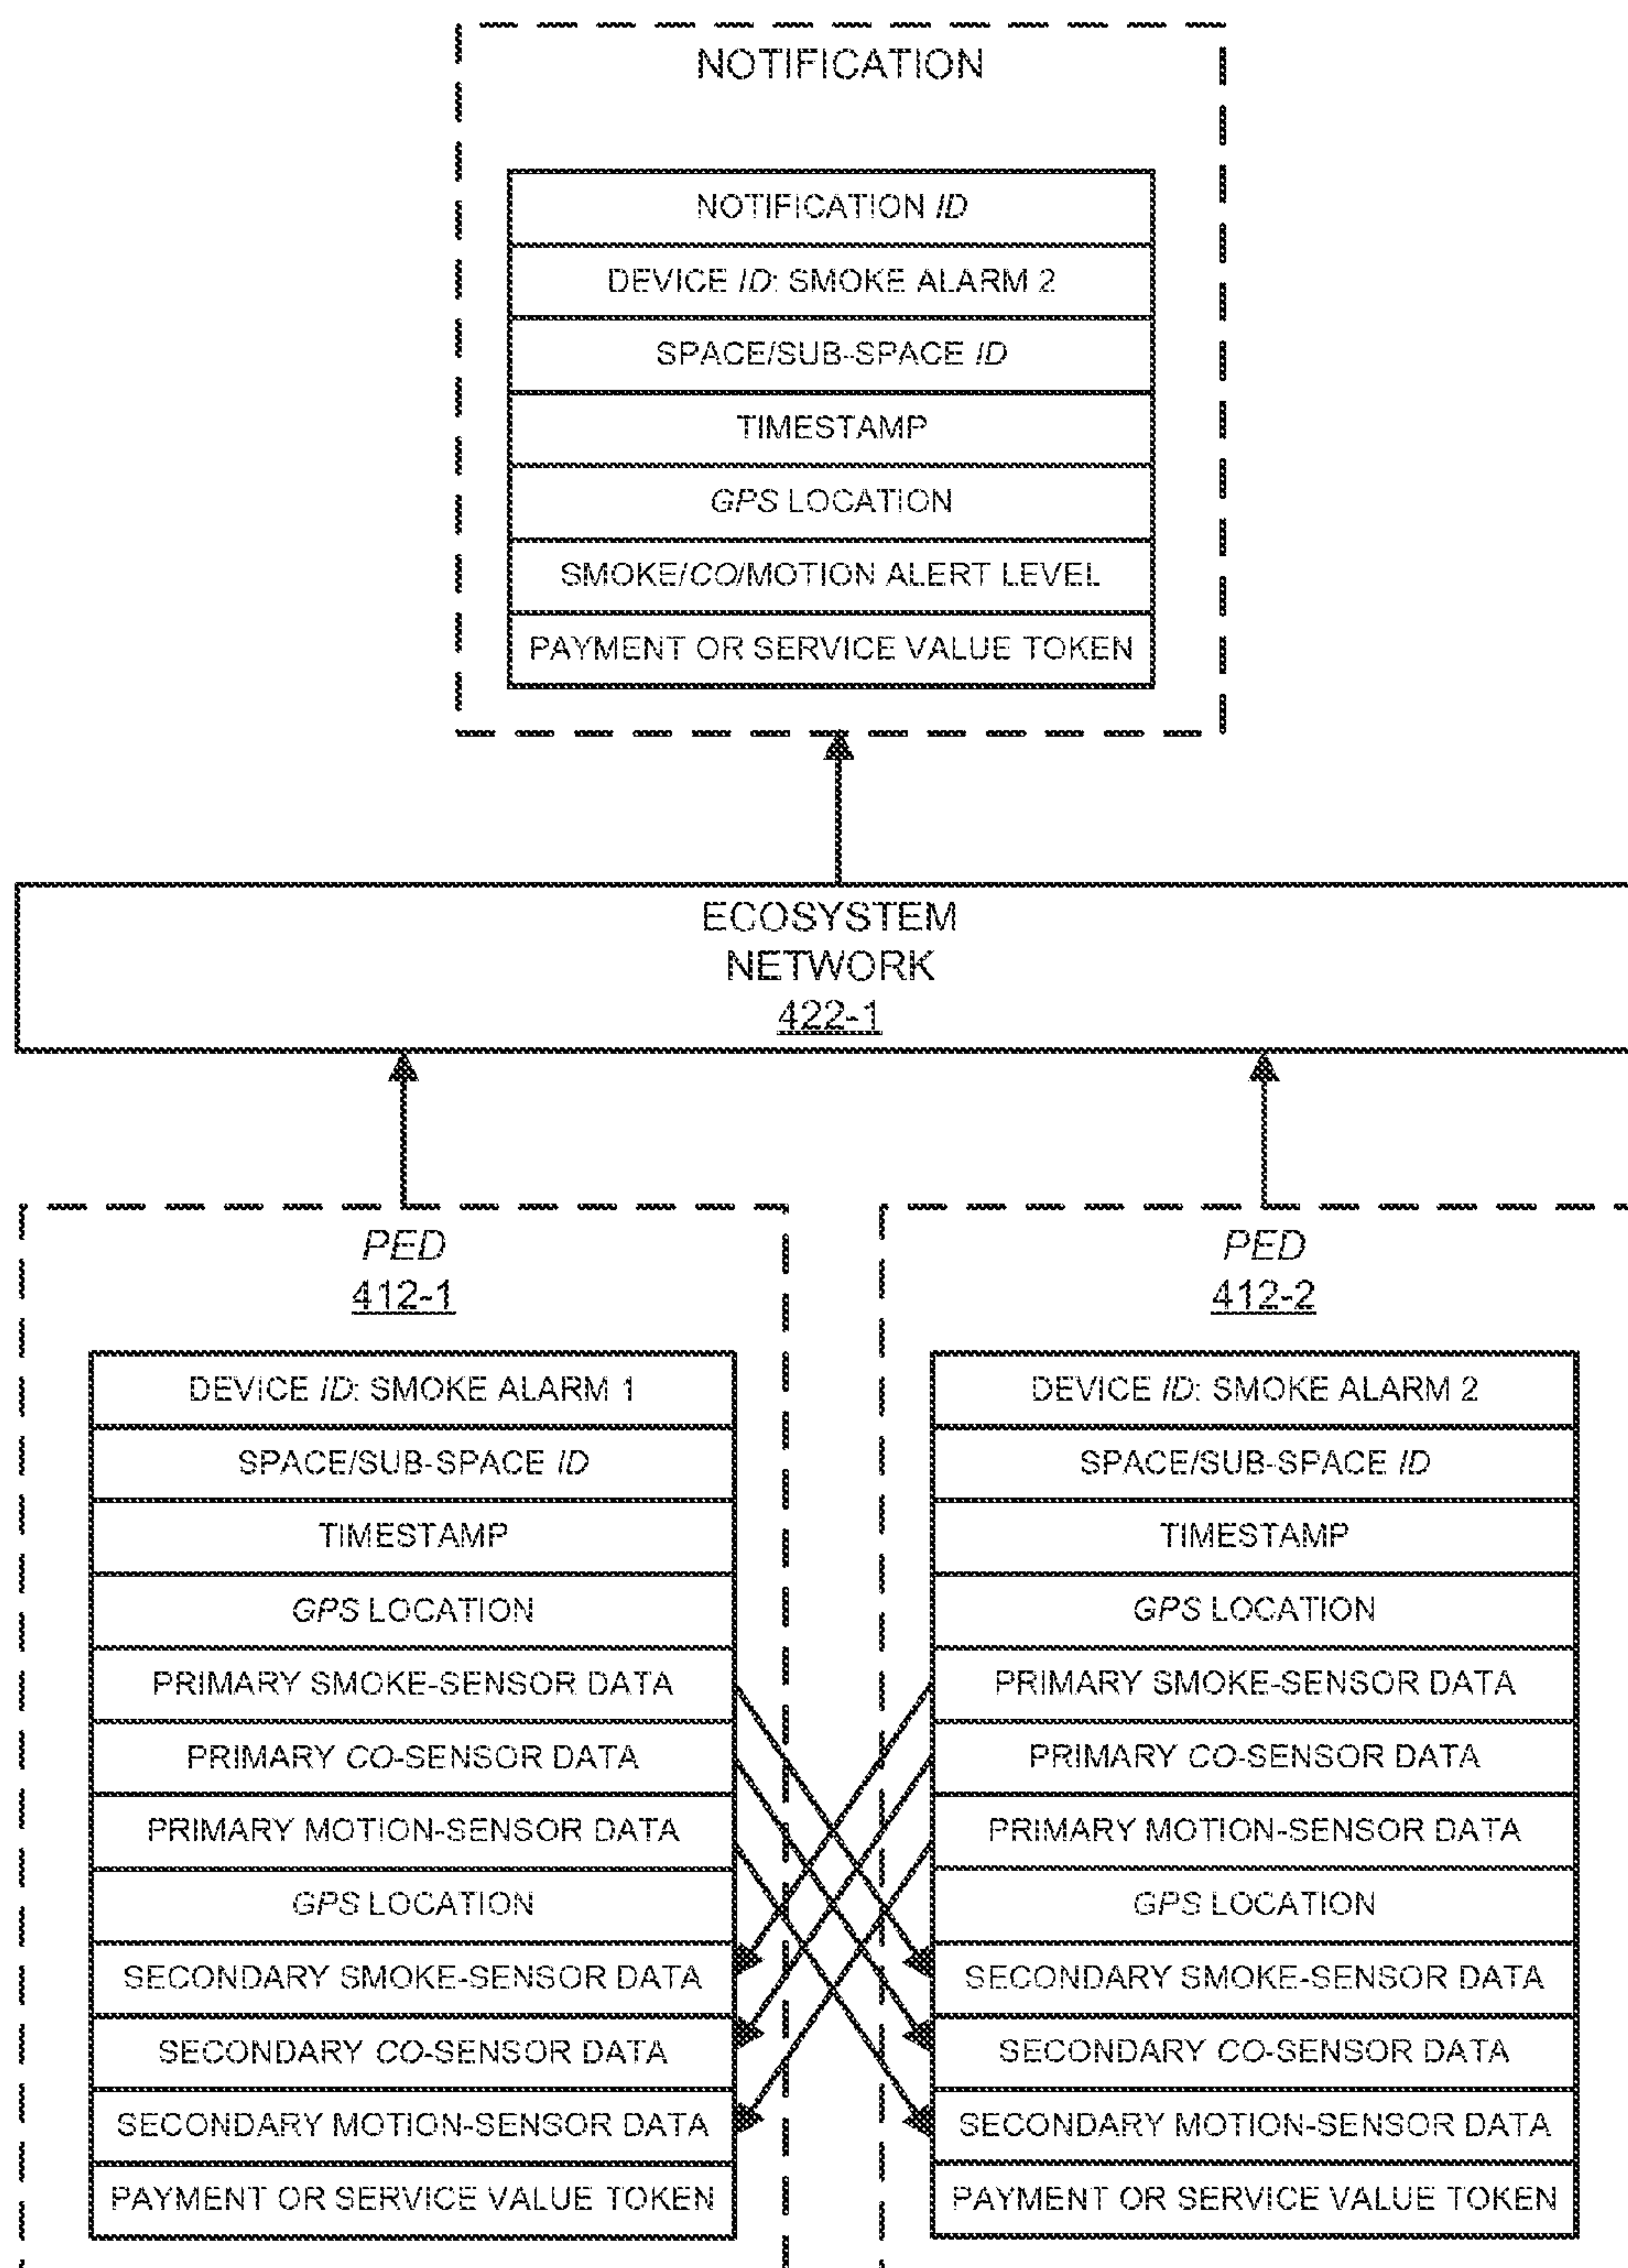 NOTIFICATION
NOTIFICATION ID
DEVICE ID: SMOKE ALARM 2
SPACE/SUB-SPACE ID
TIMESTAMP
GPS LOCATION
SMOKE/CO/MOTION ALERT LEVEL
PAYMENT OR SERVICE VALUE TOKEN
ECOSYSTEM
NETWORK
422-1
PED
412-1
DEVICE ID: SMOKE ALARM 1
SPACE/SUB-SPACE ID
TIMESTAMP
GPS LOCATION
PRIMARY SMOKE-SENSOR DATA
PRIMARY CO-SENSOR DATA
PRIMARY MOTION-SENSOR DATA
GPS LOCATION
SECONDARY SMOKE-SENSOR DATA
SECONDARY CO-SENSOR DATA
SECONDARY MOTION-SENSOR DATA
PAYMENT OR SERVICE VALUE TOKEN
PED
412-2
DEVICE ID: SMOKE ALARM 2
SPACE/SUB-SPACE ID
TIMESTAMP
GPS LOCATION
PRIMARY SMOKE-SENSOR DATA
PRIMARY CO-SENSOR DATA
PRIMARY MOTION-SENSOR DATA
GPS LOCATION
SECONDARY SMOKE-SENSOR DATA
SECONDARY CO-SENSOR DATA
SECONDARY MOTION-SENSOR DATA
PAYMENT OR SERVICE VALUE TOKEN